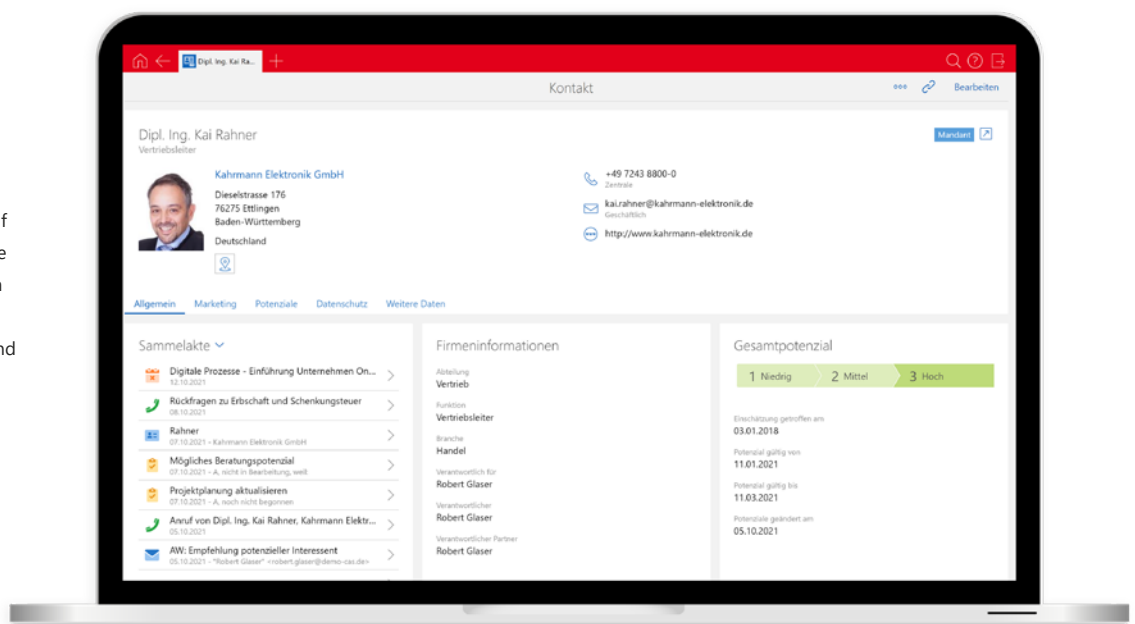 Dipl. Ing. Kai Ra...
Kontakt
Bearbeiten
Dipl. Ing. Kai Rahner
Vertriebsleiter
Mandant
Kahrmann Elektronik GmbH
Dieselstrasse 176
76275 Ettlingen
Baden-Württemberg
Deutschland
+49 7243 8800-0
Zentrale
kai.rahner@kahrmann-elektronik.de
Geschäftlich
http://www.kahrmann-elektronik.de
Allgemein Marketing Potenziale Datenschutz Weitere Daten
Sammelakte
Digitale Prozesse - Einführung Unternehmen On...
12.10.2021
Rückfragen zu Erbschaft und Schenkungsteuer
08.10.2021
Rahner
07.10.2021 - Kahrmann Elektronik GmbH
Mögliches Beratungspotenzial
07.10.2021 - A, nicht in Bearbeitung, weit
Projektplanung aktualisieren
07.10.2021 - A, noch nicht begonnen
Anruf von Dipl. Ing. Kai Rahner, Kahrmann Elektr...
05.10.2021
AW: Empfehlung potenzieller Interessent
05.10.2021 - "Robert Glaser" <robert.glaser@demo-cas.de>
Firmeninformationen
Abteilung
Vertrieb
Funktion
Vertriebsleiter
Branche
Handel
Verantwortlich für
Robert Glaser
Verantwortlicher
Robert Glaser
Verantwortlicher Partner
Robert Glaser
Gesamtpotenzial
1 Niedrig 2 Mittel 3 Hoch
Einschätzung getroffen am
03.01.2018
Potenzial gültig von
11.01.2021
Potenzial gültig bis
11.03.2021
Potenziale geändert am
05.10.2021